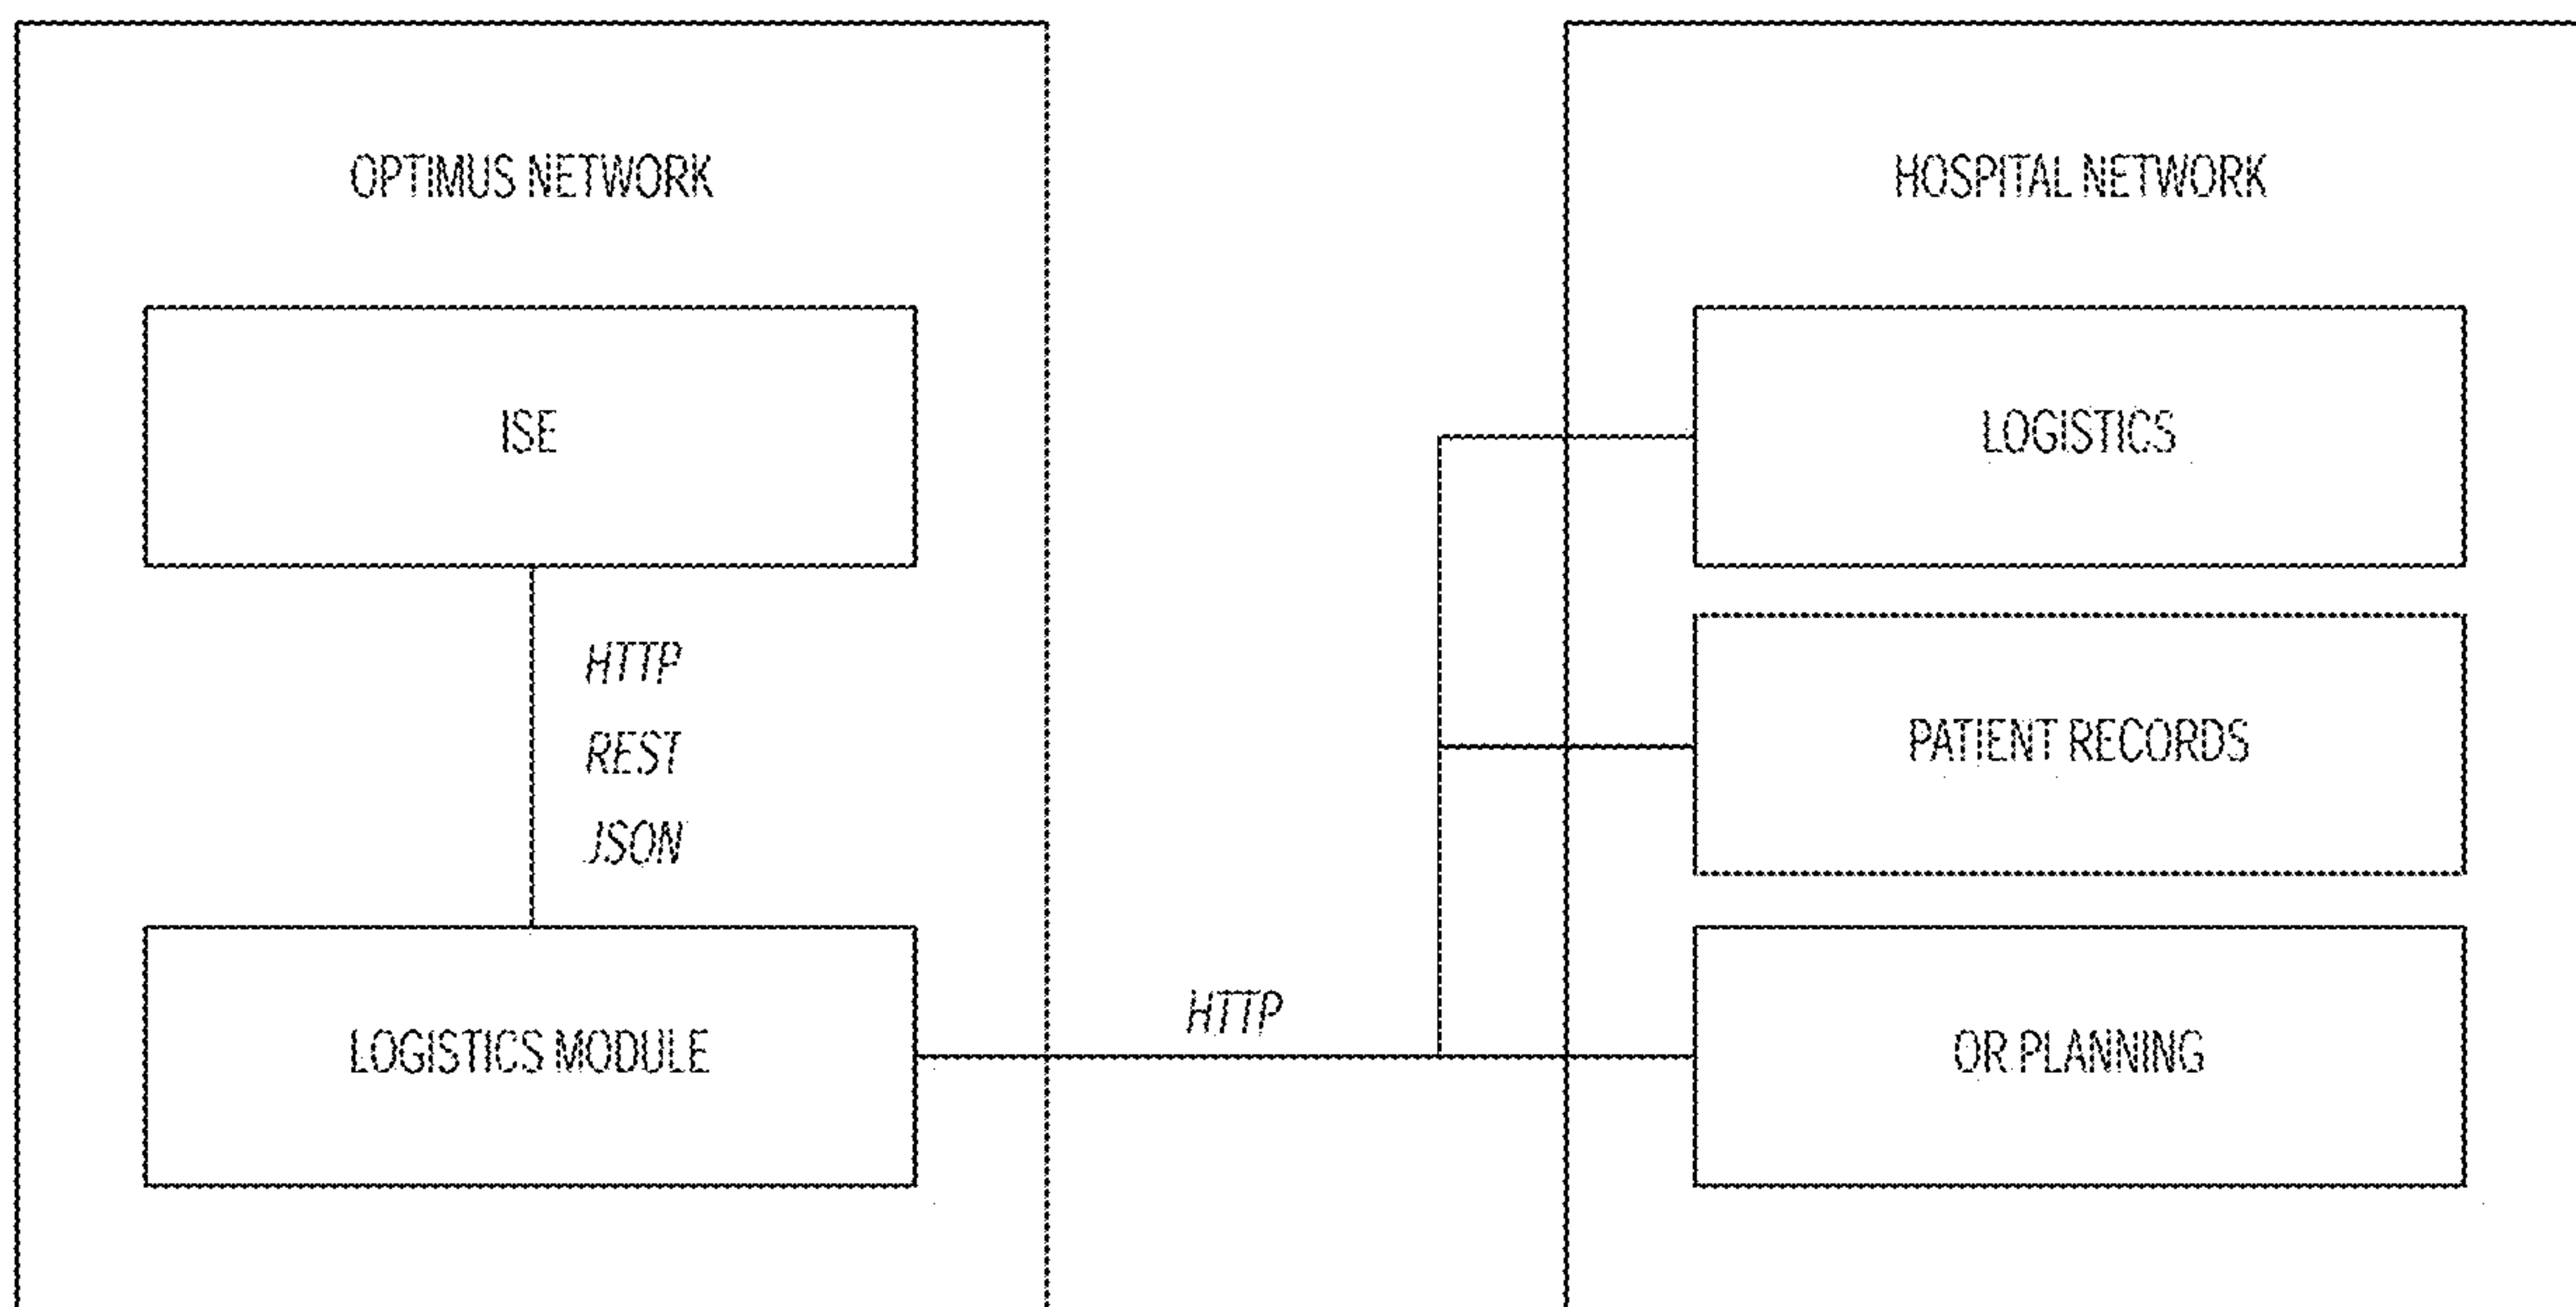 OPTIMUS NETWORK
ISE
HTTP
REST
JSON
LOGISTICS MODULE
HTTP
HOSPITAL NETWORK
LOGISTICS
PATIENT RECORDS
OR PLANNING